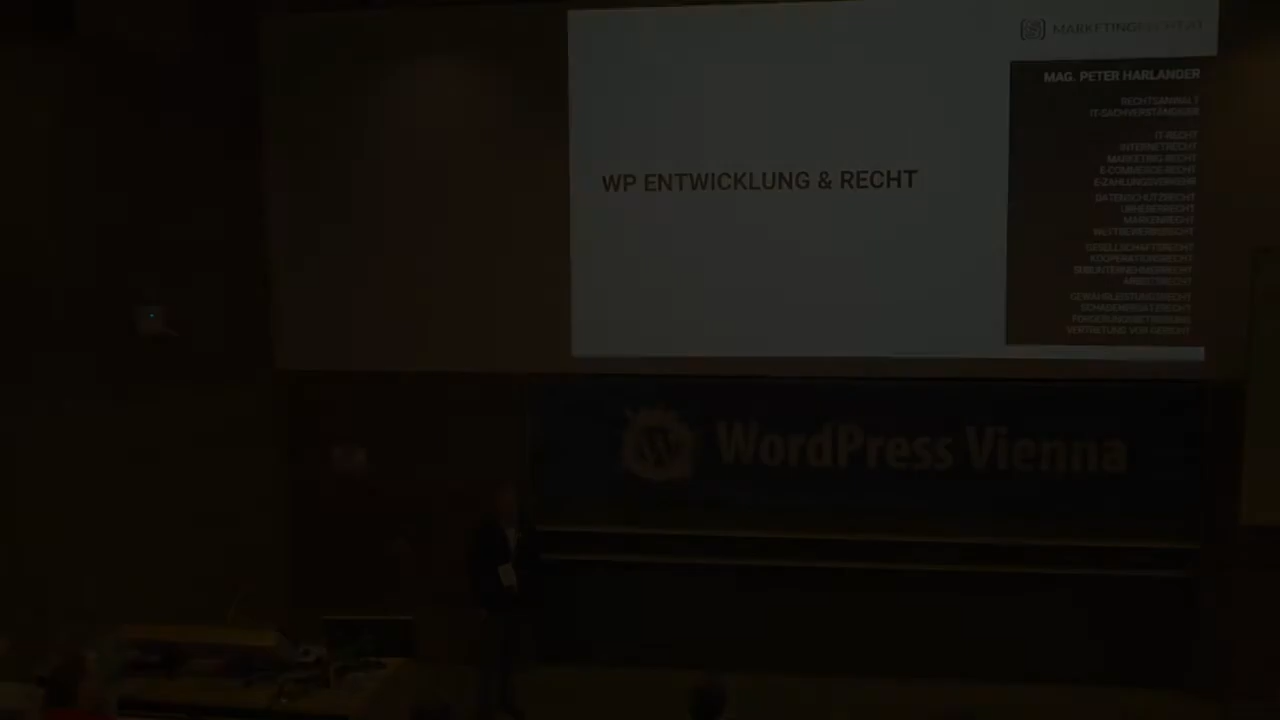 MARKETINGRECHT.AT
MAG. PETER HARLANDER
RECHTSANWALT
IT-SACHVERSTÄNDIGER
IT-RECHT
INTERNETRECHT
MARKETING-RECHT
E-COMMERCE-RECHT
E-ZAHLUNGSVERKEHR
DATENSCHUTZRECHT
URHEBERRECHT
MARKENRECHT
WETTBEWERBSRECHT
GESELLSCHAFTSRECHT
KOOPERATIONSRECHT
SUBUNTERNEHMERRECHT
ARBEITSRECHT
GEWÄHRLEISTUNGSRECHT
SCHADENERSATZRECHT
FORDERUNGSBETREIBUNG
VERTRETUNG VOR GERICHT
WP ENTWICKLUNG & RECHT
WordPress Vienna